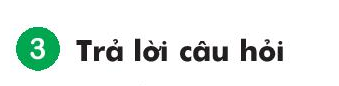 3 Trả lời câu hỏi